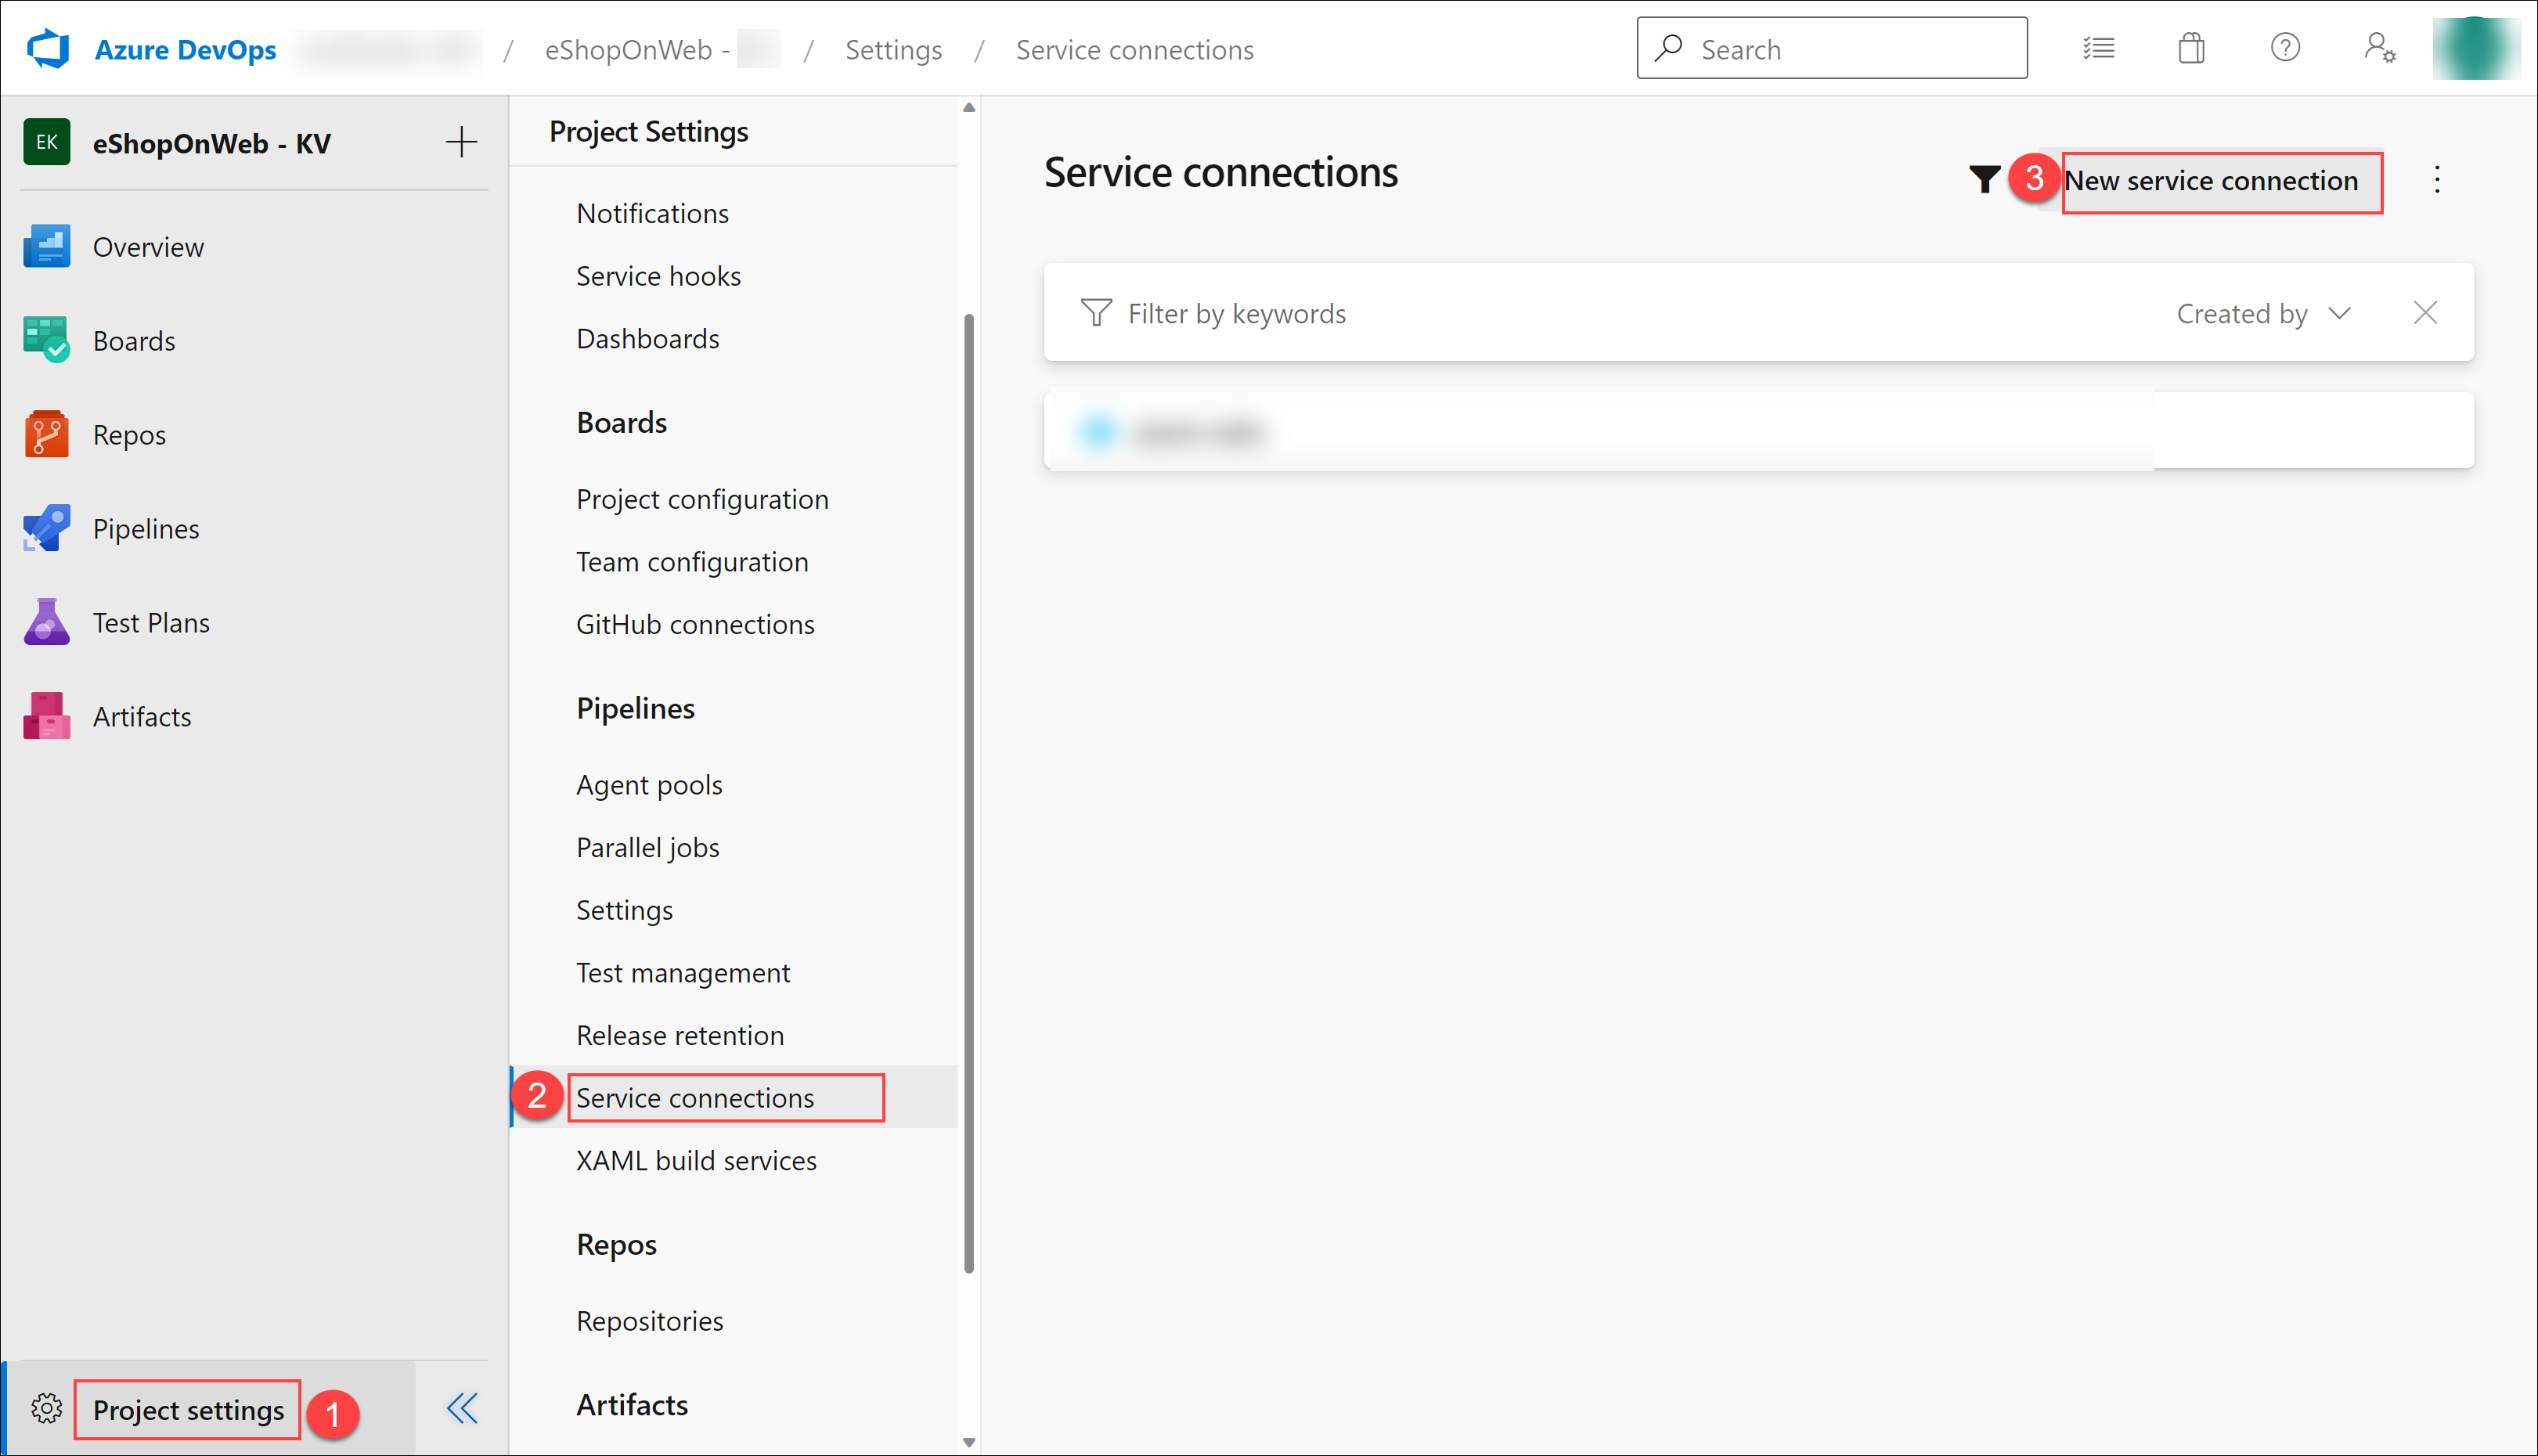 Azure DevOps / eShopOnWeb - / Settings / Service connections
Search
EK eShopOnWeb - KV
Overview
Boards
Repos
Pipelines
Test Plans
Artifacts
Project settings 1
Project Settings
Notifications
Service hooks
Dashboards
Boards
Project configuration
Team configuration
GitHub connections
Pipelines
Agent pools
Parallel jobs
Settings
Test management
Release retention
2 Service connections
XAML build services
Repos
Repositories
Artifacts
Service connections
3 New service connection
Filter by keywords
Created by